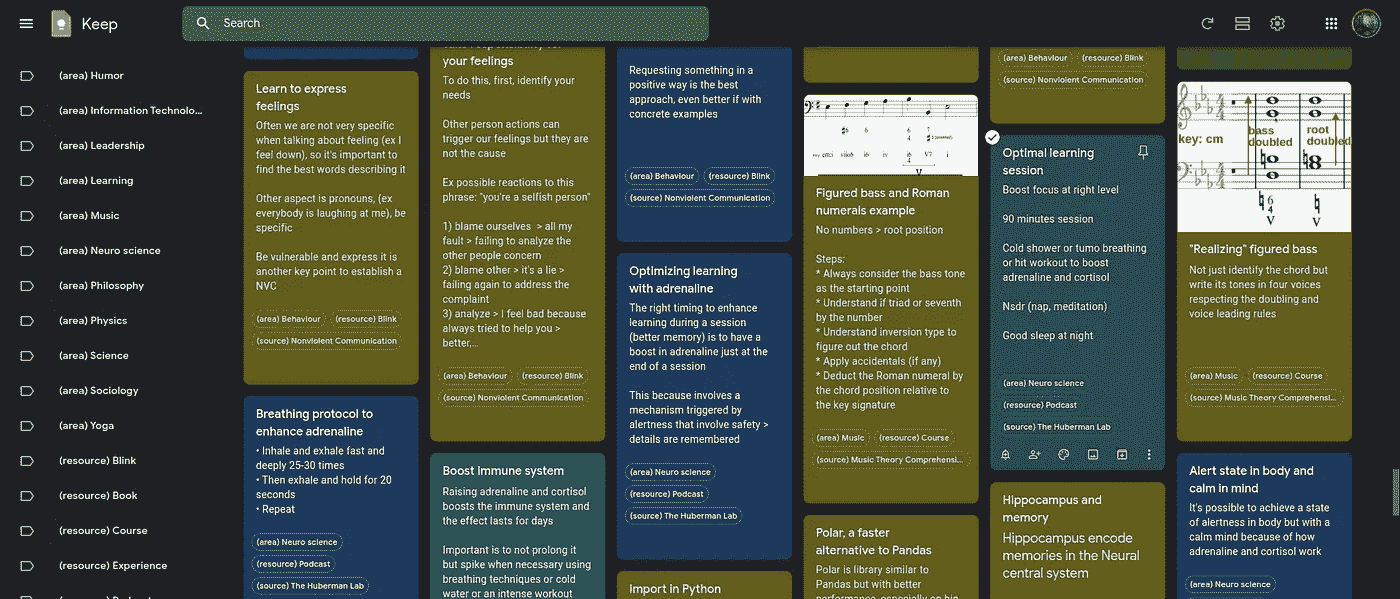 Keep
Search
(area) Humor
(area) Information Technolo...
(area) Leadership
(area) Learning
(area) Music
(area) Neuro science
(area) Philosophy
(area) Physics
(area) Science
(area) Sociology
(area) Yoga
(resource) Blink
(resource) Book
(resource) Course
(resource) Experience
Learn to express
feelings
Often we are not very specific
when talking about feeling (ex I
feel down), so it's important to
find the best words describing it
Other aspect is pronouns, (ex
everybody is laughing at me), be
specific
Be vulnerable and express it is
another key point to establish a
NVC
(area) Behaviour (resource) Blink
(source) Nonviolent Communication
Breathing protocol to
enhance adrenaline
• Inhale and exhale fast and
deeply 25-30 times
• Then exhale and hold for 20
seconds
• Repeat
(area) Neuro science
(resource) Podcast
(source) The Huberman Lab
take responsibility for
your feelings
To do this, first, identify your
needs
Other person actions can
trigger our feelings but they are
not the cause
Ex possible reactions to this
phrase: "you're a selfish person"
1) blame ourselves > all my
fault > failing to analyze the
other people concern
2) blame other > it's a lie >
failing again to address the
complaint
3) analyze > I feel bad because
always tried to help you >
better,...
(area) Behaviour (resource) Blink
(source) Nonviolent Communication
Boost immune system
Raising adrenaline and cortisol
boosts the immune system and
the effect lasts for days
Important is to not prolong it
but spike when necessary using
breathing techniques or cold
water or an intense workout
Requesting something in a
positive way is the best
approach, even better if with
concrete examples
(area) Behaviour (resource) Blink
(source) Nonviolent Communication
Optimizing learning
with adrenaline
The right timing to enhance
learning during a session
(better memory) is to have a
boost in adrenaline just at the
end of a session
This because involves a
mechanism triggered by
alertness that involve safety >
details are remembered
(area) Neuro science
(resource) Podcast
(source) The Huberman Lab
Import in Python
Figured bass and Roman
numerals example
No numbers > root position
Steps:
* Always consider the bass tone
as the starting point
* Understand if triad or seventh
by the number
* Understand inversion type to
figure out the chord
* Apply accidentals (if any)
* Deduct the Roman numeral by
the chord position relative to
the key signature
(area) Music (resource) Course
(source) Music Theory Comprehensi...
Polar, a faster
alternative to Pandas
Polar is library similar to
Pandas but with better
performance, especially on big
(area) Behaviour (resource) Blink
(source) Nonviolent Communication
Optimal learning
session
Boost focus at right level
90 minutes session
Cold shower or tumo breathing
or hit workout to boost
adrenaline and cortisol
Nsdr (nap, meditation)
Good sleep at night
(area) Neuro science
(resource) Podcast
(source) The Huberman Lab
Hippocampus and
memory
Hippocampus encode
memories in the Neural
central system
key: cm
bass
doubled
root
doubled
6
4
V
V
"Realizing" figured bass
Not just identify the chord but
write its tones in four voices
respecting the doubling and
voice leading rules
(area) Music (resource) Course
(source) Music Theory Comprehensi...
Alert state in body and
calm in mind
It's possible to achieve a state
of alertness in body but with a
calm mind because of how
adrenaline and cortisol work
(area) Neuro science